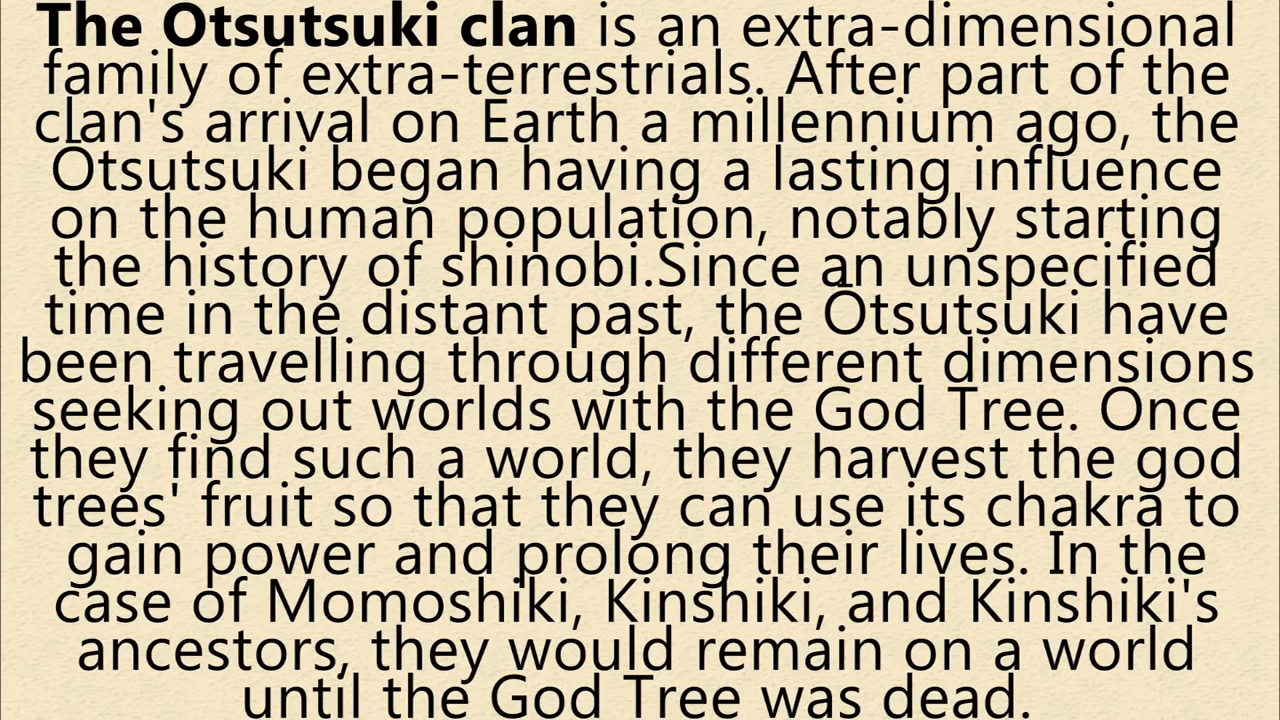 The Otsutsuki clan is an extra-dimensional
family of extra-terrestrials. After part of the
clan's arrival on Earth a millennium ago, the
Ōtsutsuki began having a lasting influence
on the human population, notably starting
the history of shinobi.Since an unspecified
time in the distant past, the Ōtsutsuki have
been travelling through different dimensions
seeking out worlds with the God Tree. Once
they find such a world, they harvest the god
trees' fruit so that they can use its chakra to
gain power and prolong their lives. In the
case of Momoshiki, Kinshiki, and Kinshiki's
ancestors, they would remain on a world
until the God Tree was dead.